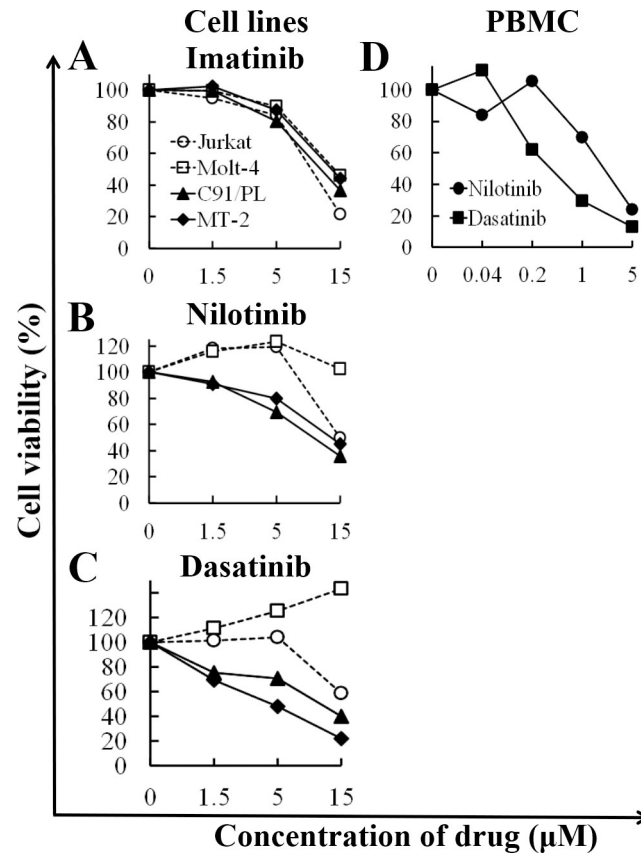 Cell lines
PBMC
A
Imatinib
100
80
60
40
20
0
Jurkat
Molt-4
C91/PL
MT-2
0 1.5 5 15
D
100
80
60
40
20
0
Nilotinib
Dasatinib
0 0.04 0.2 1 5
B
Nilotinib
120
100
80
60
40
20
0
0 1.5 5 15
C
Dasatinib
120
100
80
60
40
20
0
0 1.5 5 15
Cell viability (%)
Concentration of drug (µM)